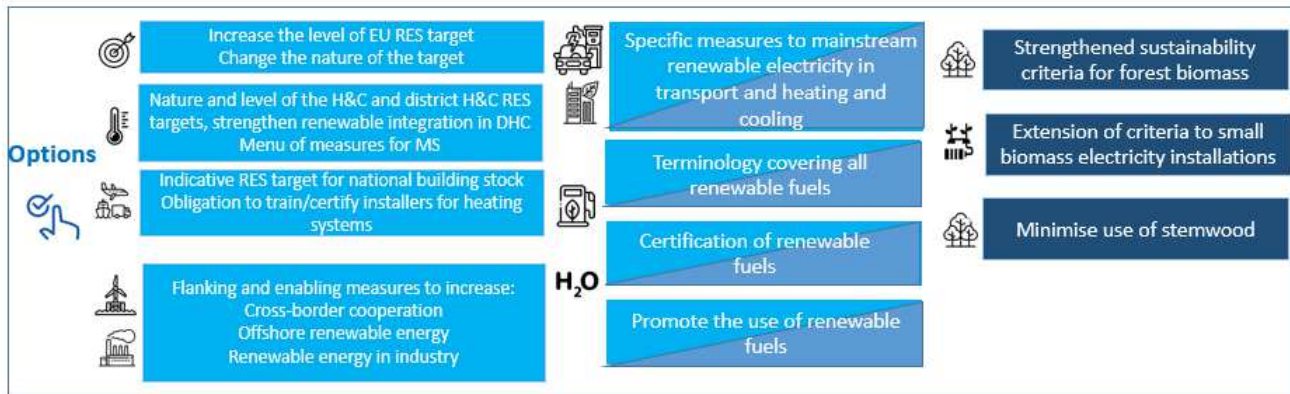 Options
Increase the level of EU RES target
Change the nature of the target
Nature and level of the H&C and district H&C RES
targets, strengthen renewable integration in DHC
Menu of measures for MS
Indicative RES target for national building stock
Obligation to train/certify installers for heating
systems
Flanking and enabling measures to increase:
Cross-border cooperation
Offshore renewable energy
Renewable energy in industry
Specific measures to mainstream
renewable electricity in
transport and heating and
cooling
Terminology covering all
renewable fuels
H₂O
Certification of renewable
fuels
Promote the use of renewable
fuels
Strengthened sustainability
criteria for forest biomass
Extension of criteria to small
biomass electricity installations
Minimise use of stemwood